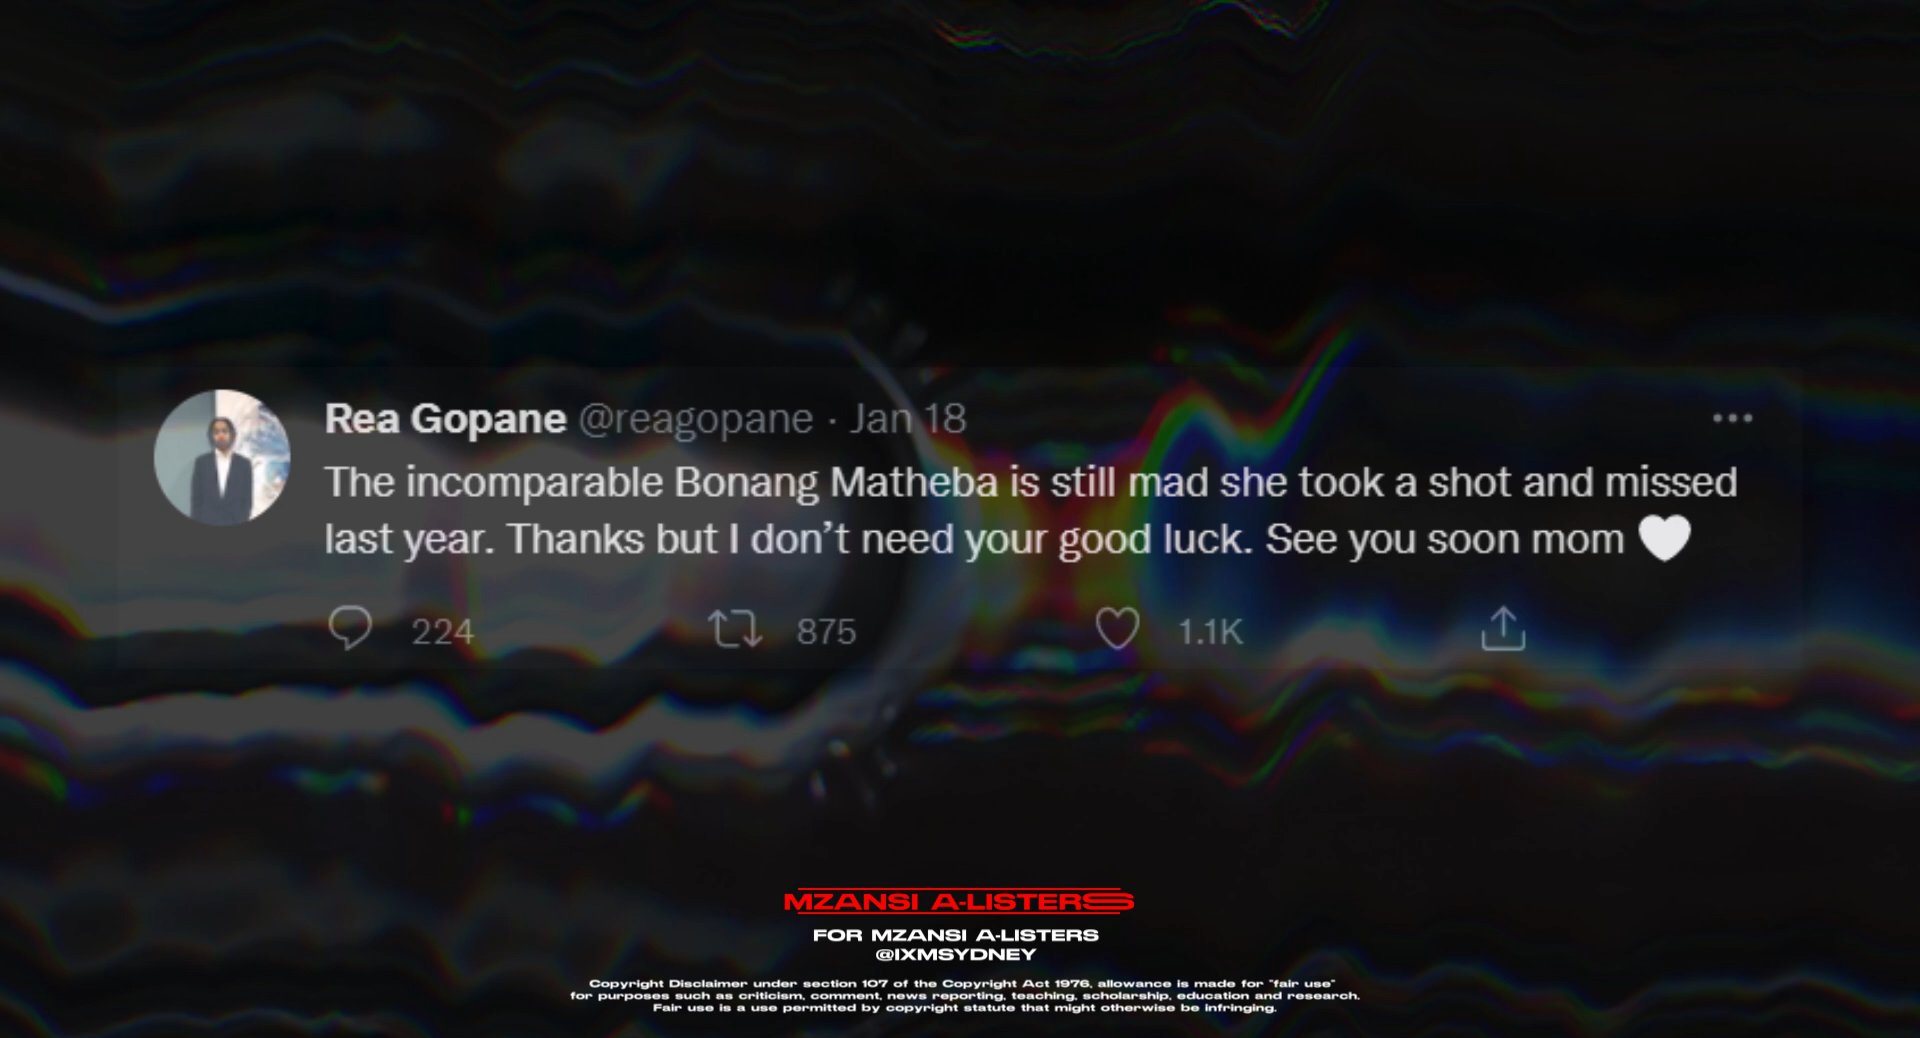 Rea Gopane @reagopane · Jan 18
The incomparable Bonang Matheba is still mad she took a shot and missed
last year. Thanks but I don’t need your good luck. See you soon mom 🤍
224 875 1.1K
MZANSI A-LISTERS
FOR MZANSI A-LISTERS
@IXMSYDNEY
Copyright Disclaimer under section 107 of the Copyright Act 1976, allowance is made for "fair use"
for purposes such as criticism, comment, news reporting, teaching, scholarship, education and research.
Fair use is a use permitted by copyright statute that might otherwise be infringing.